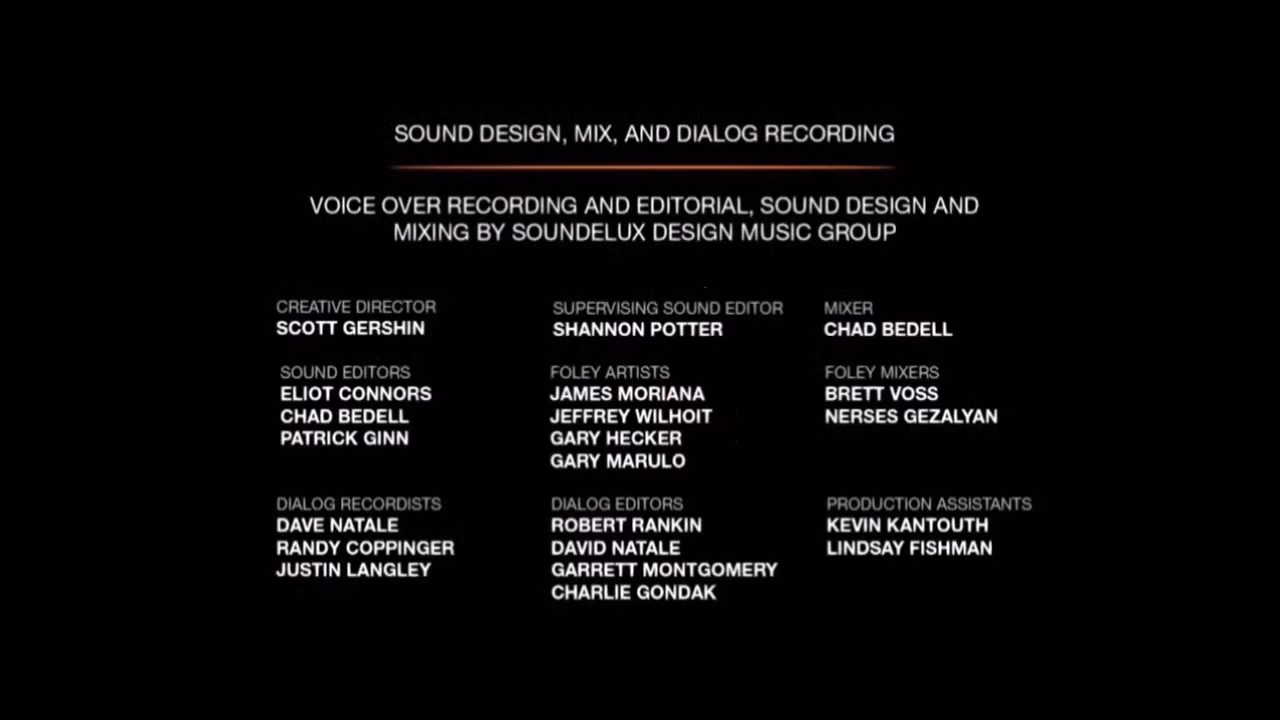 SOUND DESIGN, MIX, AND DIALOG RECORDING
VOICE OVER RECORDING AND EDITORIAL, SOUND DESIGN AND
MIXING BY SOUNDELUX DESIGN MUSIC GROUP
CREATIVE DIRECTOR
SCOTT GERSHIN
SUPERVISING SOUND EDITOR
SHANNON POTTER
MIXER
CHAD BEDELL
SOUND EDITORS
ELIOT CONNORS
CHAD BEDELL
PATRICK GINN
FOLEY ARTISTS
JAMES MORIANA
JEFFREY WILHOIT
GARY HECKER
GARY MARULO
FOLEY MIXERS
BRETT VOSS
NERSES GEZALYAN
DIALOG RECORDISTS
DAVE NATALE
RANDY COPPINGER
JUSTIN LANGLEY
DIALOG EDITORS
ROBERT RANKIN
DAVID NATALE
GARRETT MONTGOMERY
CHARLIE GONDAK
PRODUCTION ASSISTANTS
KEVIN KANTOUTH
LINDSAY FISHMAN